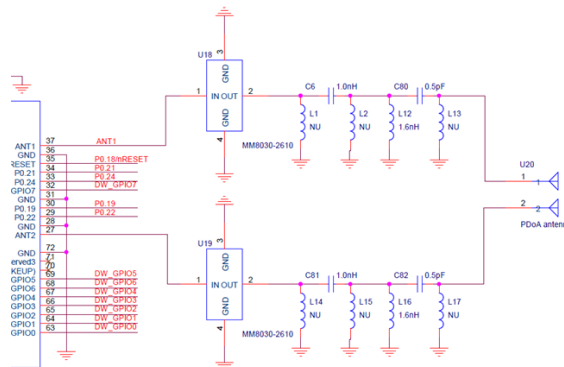 U18
3
GND
1
IN OUT
2
GND
4
MM8030-2610
C6
1.0nH
C80
0.5pF
L1
NU
L2
NU
L12
1.6nH
L13
NU
ANT1
37
ANT1
GND
36
RESET
35
P0.18/nRESET
P0.21
34
P0.21
P0.24
33
P0.24
GPIO7
32
DW_GPIO7
GND
31
P0.19
30
P0.19
P0.22
29
P0.22
GND
28
ANT2
27
GND
72
erved3
71
KEUP)
70
GPIO5
69
DW_GPIO5
GPIO6
68
DW_GPIO6
GPIO4
67
DW_GPIO4
GPIO3
66
DW_GPIO3
GPIO2
65
DW_GPIO2
GPIO1
64
DW_GPIO1
GPIO0
63
DW_GPIO0
U20
1
1
2
2
PDoA anten
U19
3
GND
1
IN OUT
2
GND
4
MM8030-2610
C81
1.0nH
C82
0.5pF
L14
NU
L15
NU
L16
1.6nH
L17
NU